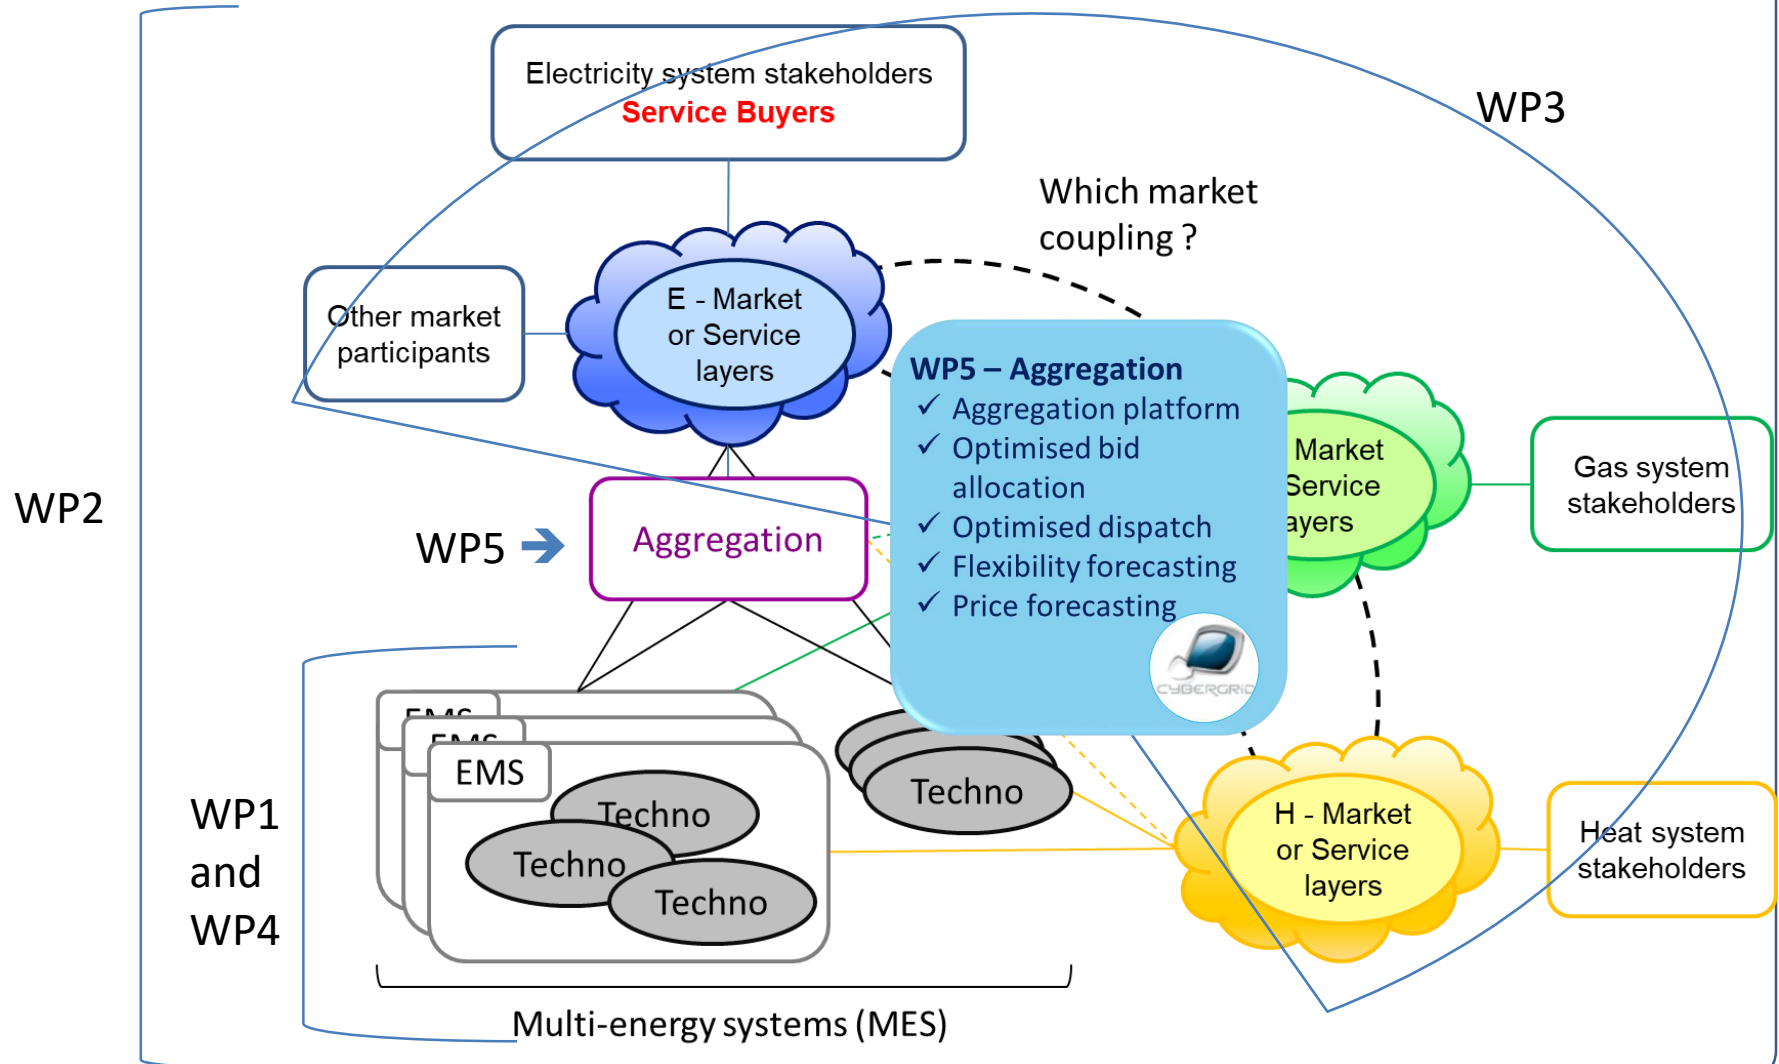 Electricity system stakeholders
Service Buyers
WP3
Which market
coupling ?
E - Market
or Service
layers
Other market
participants
WP5 – Aggregation
✓ Aggregation platform
✓ Optimised bid
allocation
✓ Optimised dispatch
✓ Flexibility forecasting
✓ Price forecasting
CYBERGRID
Market
Service
ayers
Gas system
stakeholders
WP2
WP5
Aggregation
EMS
EMS
EMS
Techno
Techno
Techno
Techno
WP1
and
WP4
H - Market
or Service
layers
Heat system
stakeholders
Multi-energy systems (MES)